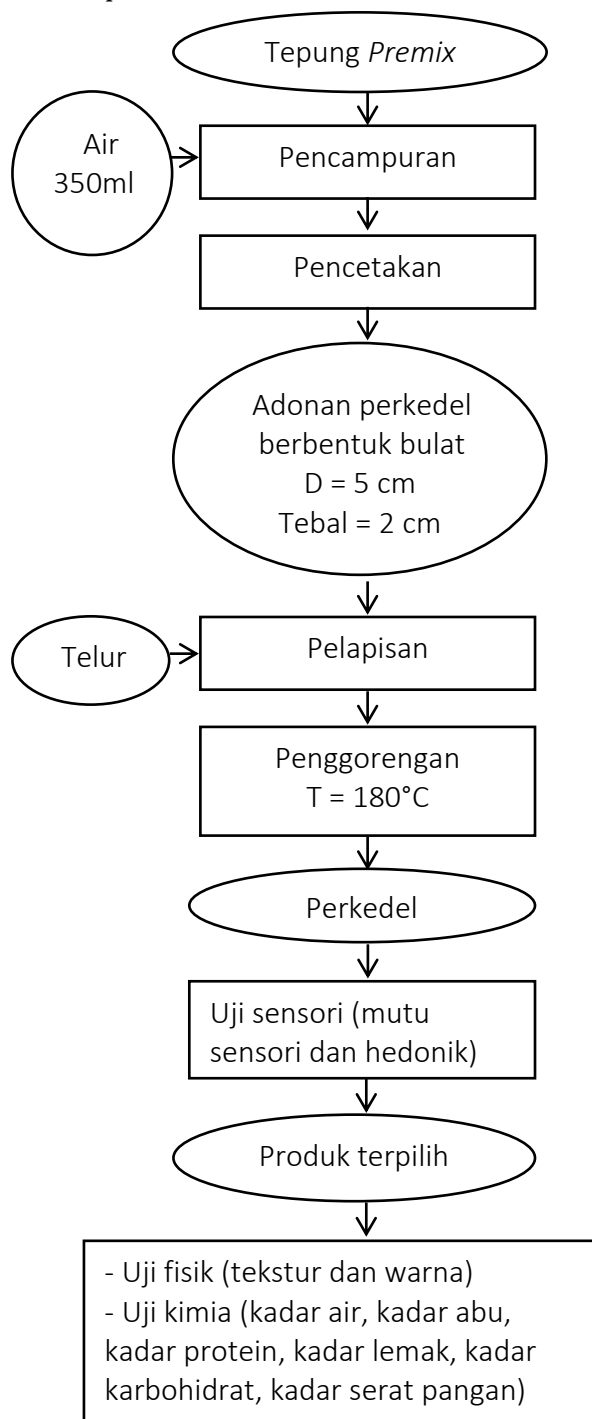 Tepung Premix
Air
350ml
Pencampuran
Pencetakan
Adonan perkedel
berbentuk bulat
D = 5 cm
Tebal = 2 cm
Telur
Pelapisan
Penggorengan
T = 180°C
Perkedel
Uji sensori (mutu
sensori dan hedonik)
Produk terpilih
- Uji fisik (tekstur dan warna)
- Uji kimia (kadar air, kadar abu,
kadar protein, kadar lemak, kadar
karbohidrat, kadar serat pangan)